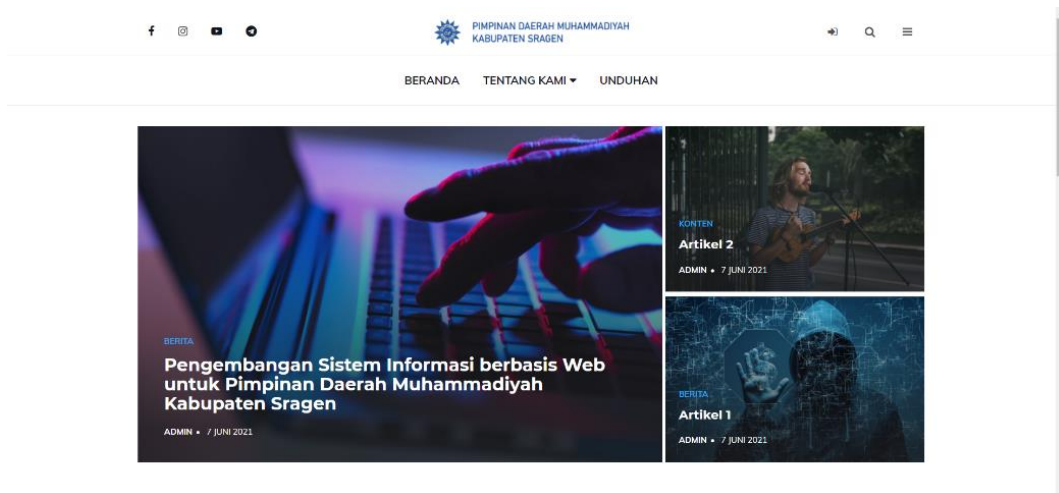 PIMPINAN DAERAH MUHAMMADIYAH
KABUPATEN SRAGEN
BERANDA TENTANG KAMI UNDUHAN
BERITA
Pengembangan Sistem Informasi berbasis Web
untuk Pimpinan Daerah Muhammadiyah
Kabupaten Sragen
ADMIN • 7 JUNI 2021
KONTEN
Artikel 2
ADMIN • 7 JUNI 2021
BERITA
Artikel 1
ADMIN • 7 JUNI 2021